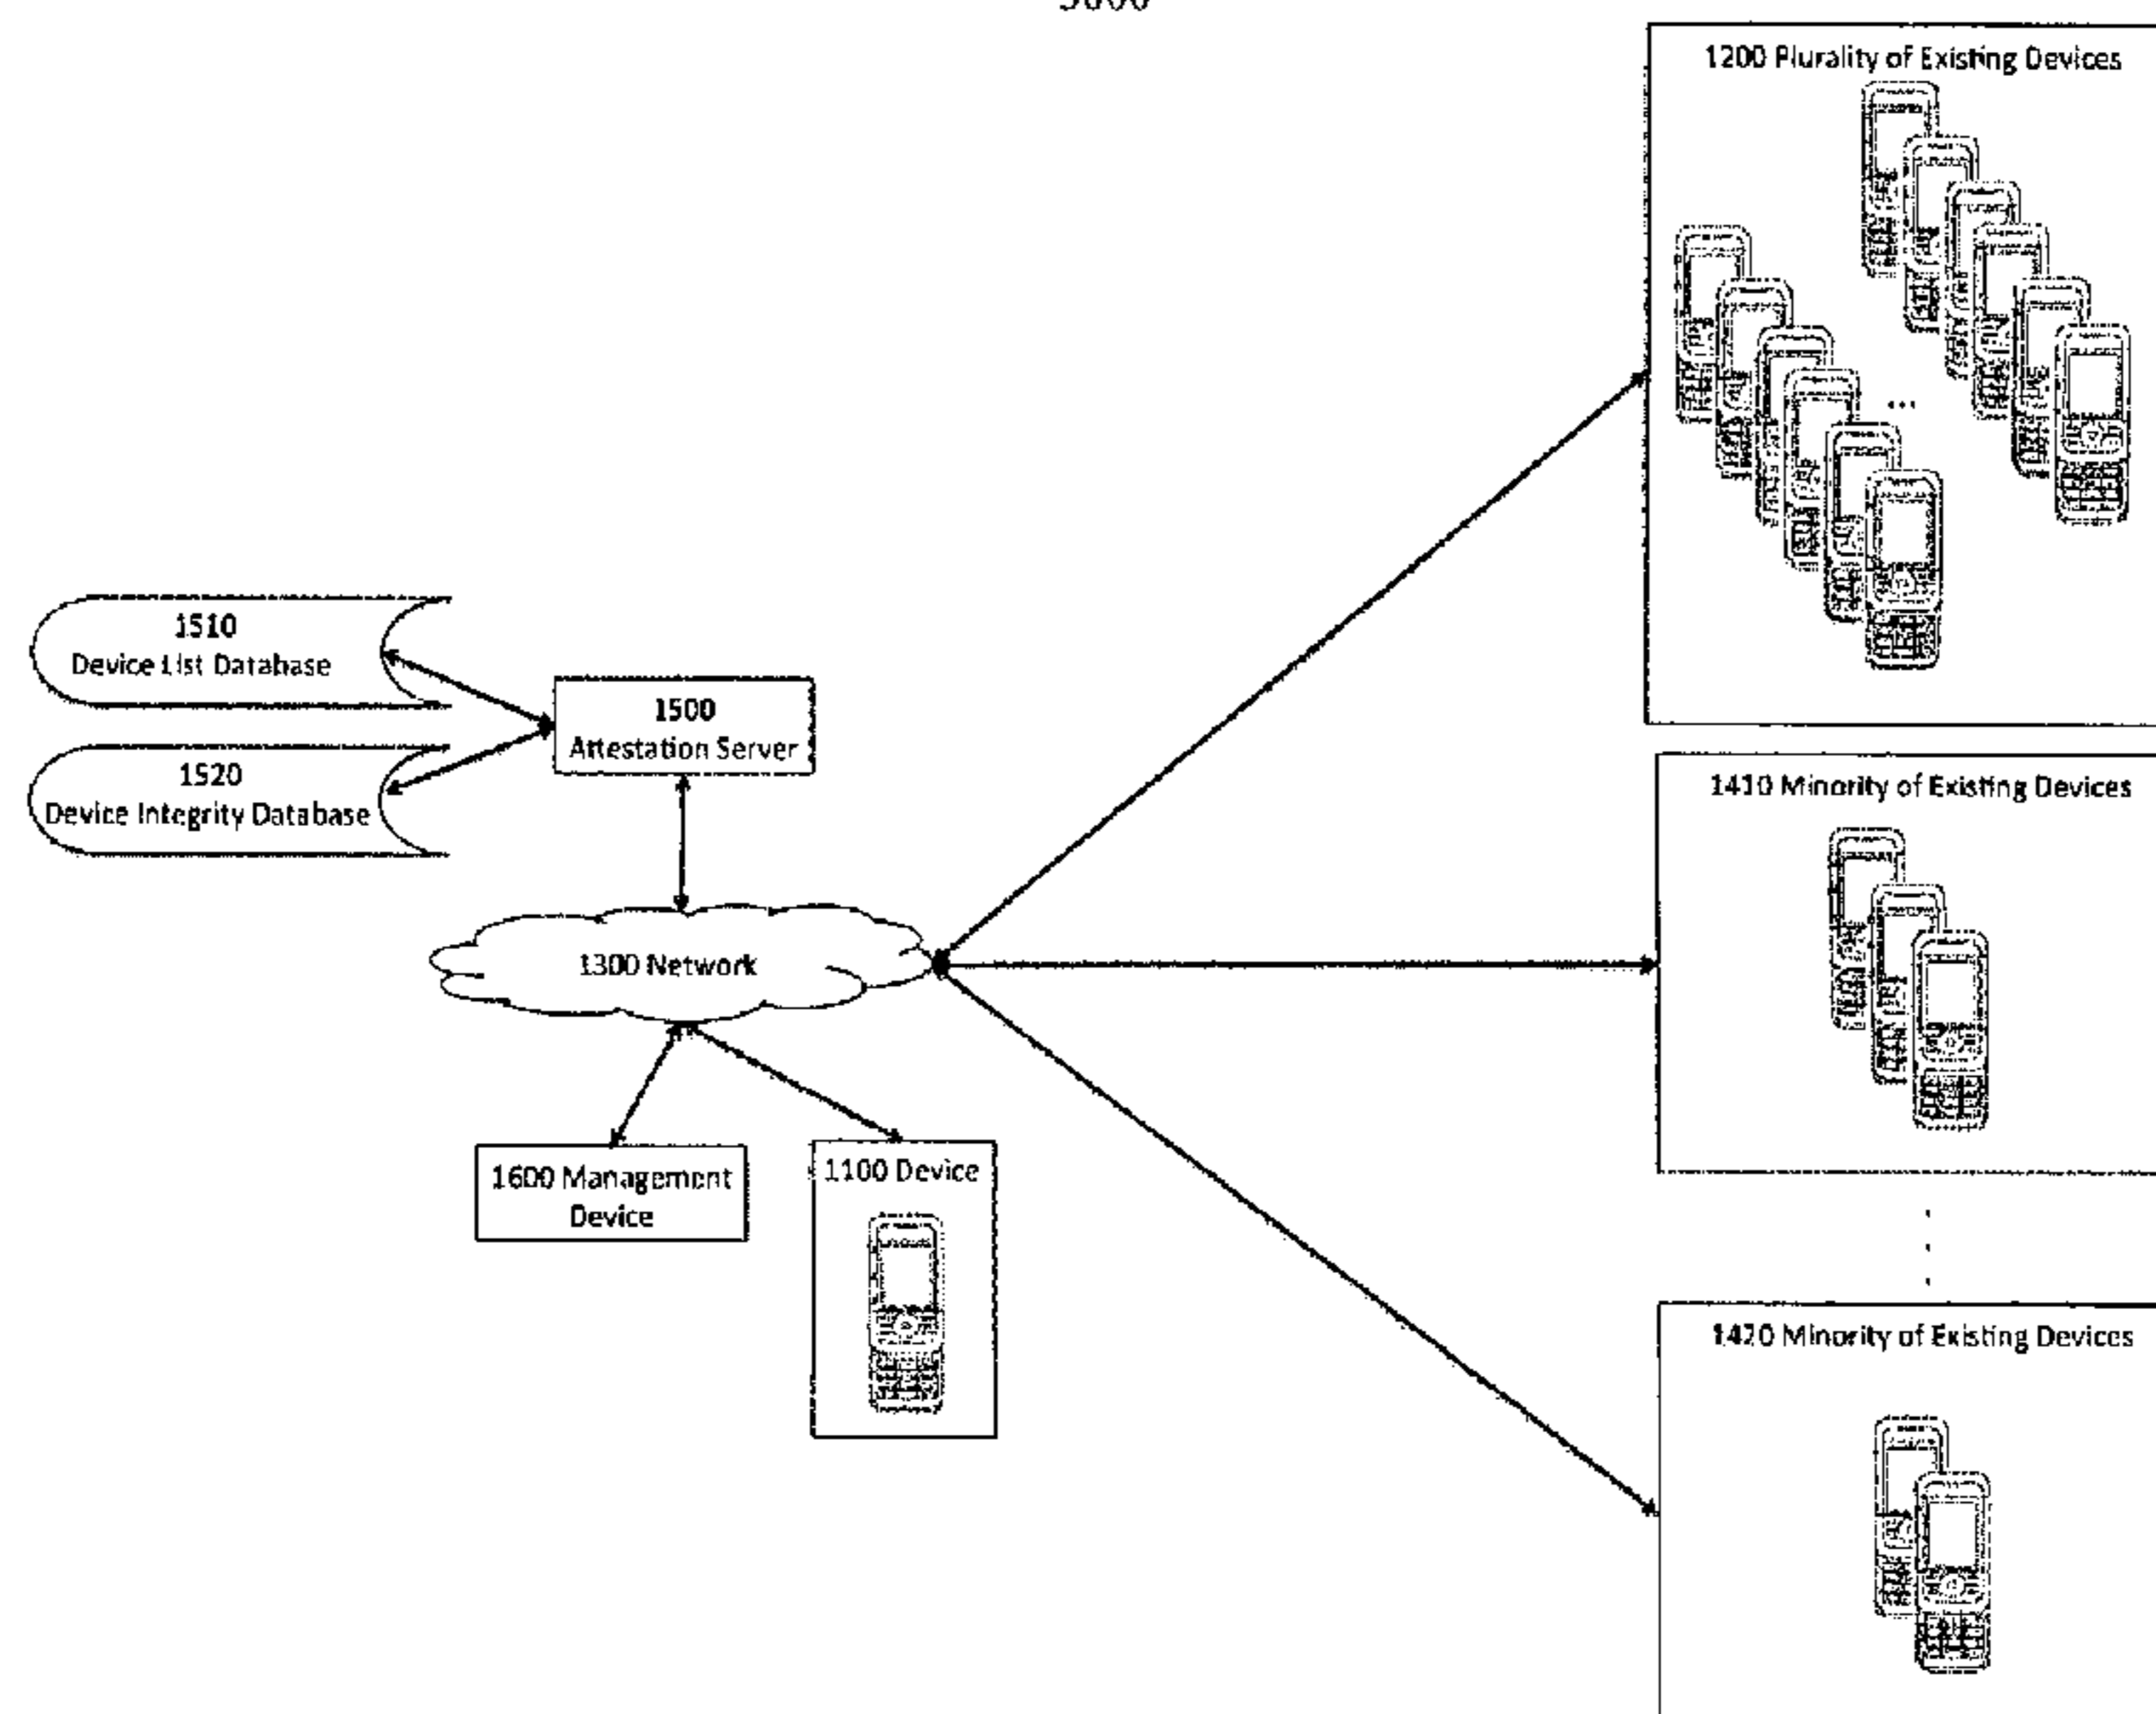 1200 Plurality of Existing Devices
...
1510
Device List Database
1500
Attestation Server
1520
Device Integrity Database
1410 Minority of Existing Devices
1300 Network
1600 Management
Device
1100 Device
1420 Minority of Existing Devices